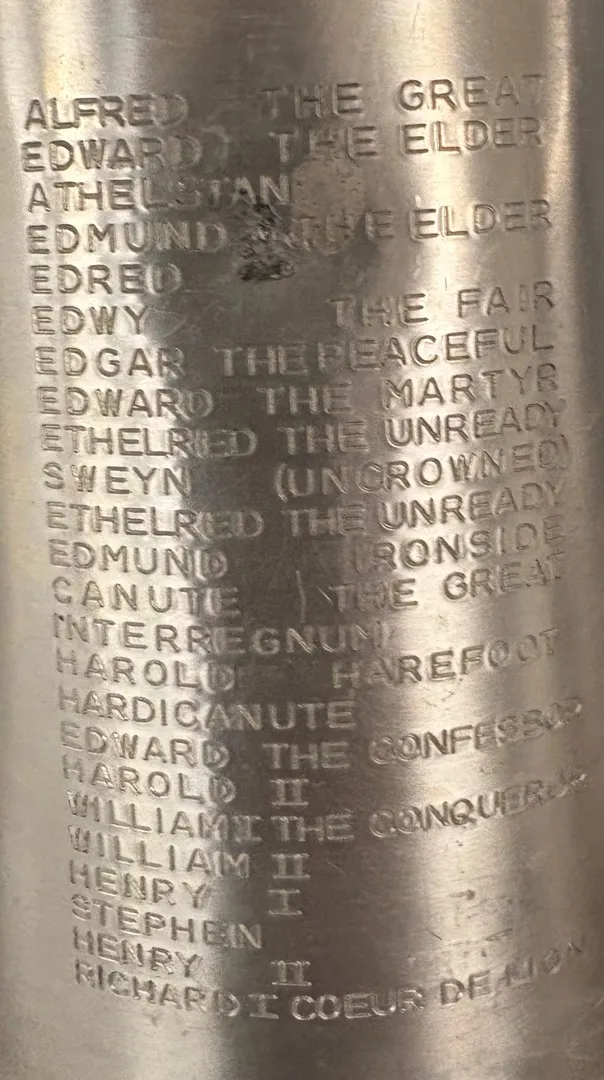 ALFRED THE GREAT
EDWARD THE ELDER
ATHELSTAN
EDMUND THE ELDER
EDRED
EDWY THE FAIR
EDGAR THE PEACEFUL
EDWARD THE MARTYR
ETHELRED THE UNREADY
SWEYN (UNCROWNED)
ETHELRED THE UNREADY
EDMUND IRONSIDE
CANUTE THE GREAT
INTERREGNUM
HAROLD HAREFOOT
HARDICANUTE
EDWARD THE CONFESSOR
HAROLD II
WILLIAM I THE CONQUEROR
WILLIAM II
HENRY I
STEPHEN
HENRY II
RICHARD I COEUR DE LION